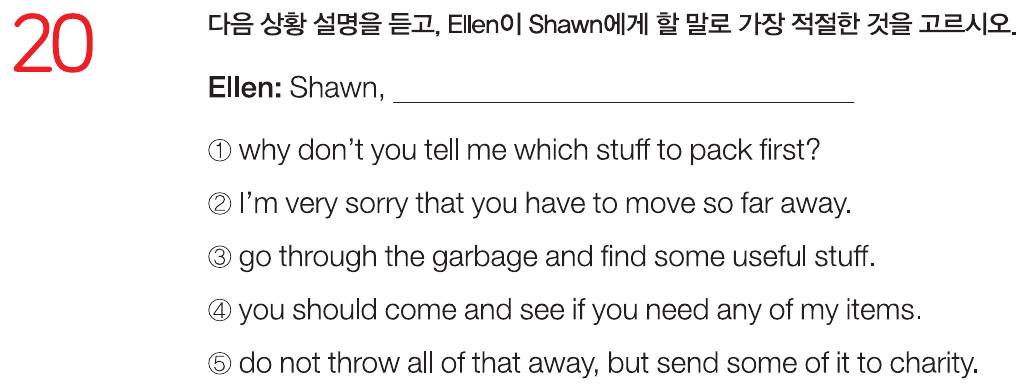 20
다음 상황 설명을 듣고, Ellen이 Shawn에게 할 말로 가장 적절한 것을 고르시오.
Ellen: Shawn, ______________________________
① why don’t you tell me which stuff to pack first?
② I’m very sorry that you have to move so far away.
③ go through the garbage and find some useful stuff.
④ you should come and see if you need any of my items.
⑤ do not throw all of that away, but send some of it to charity.